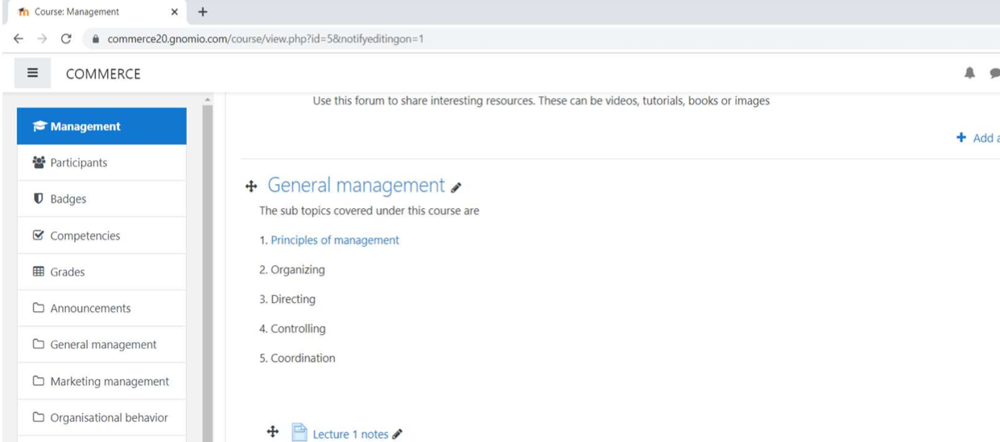 Course: Management
commerce20.gnomio.com/course/view.php?id=5&notifyeditingon=1
COMMERCE
Management
Participants
Badges
Competencies
Grades
Announcements
General management
Marketing management
Organisational behavior
Use this forum to share interesting resources. These can be videos, tutorials, books or images
Add a
General management
The sub topics covered under this course are
1. Principles of management
2. Organizing
3. Directing
4. Controlling
5. Coordination
Lecture 1 notes